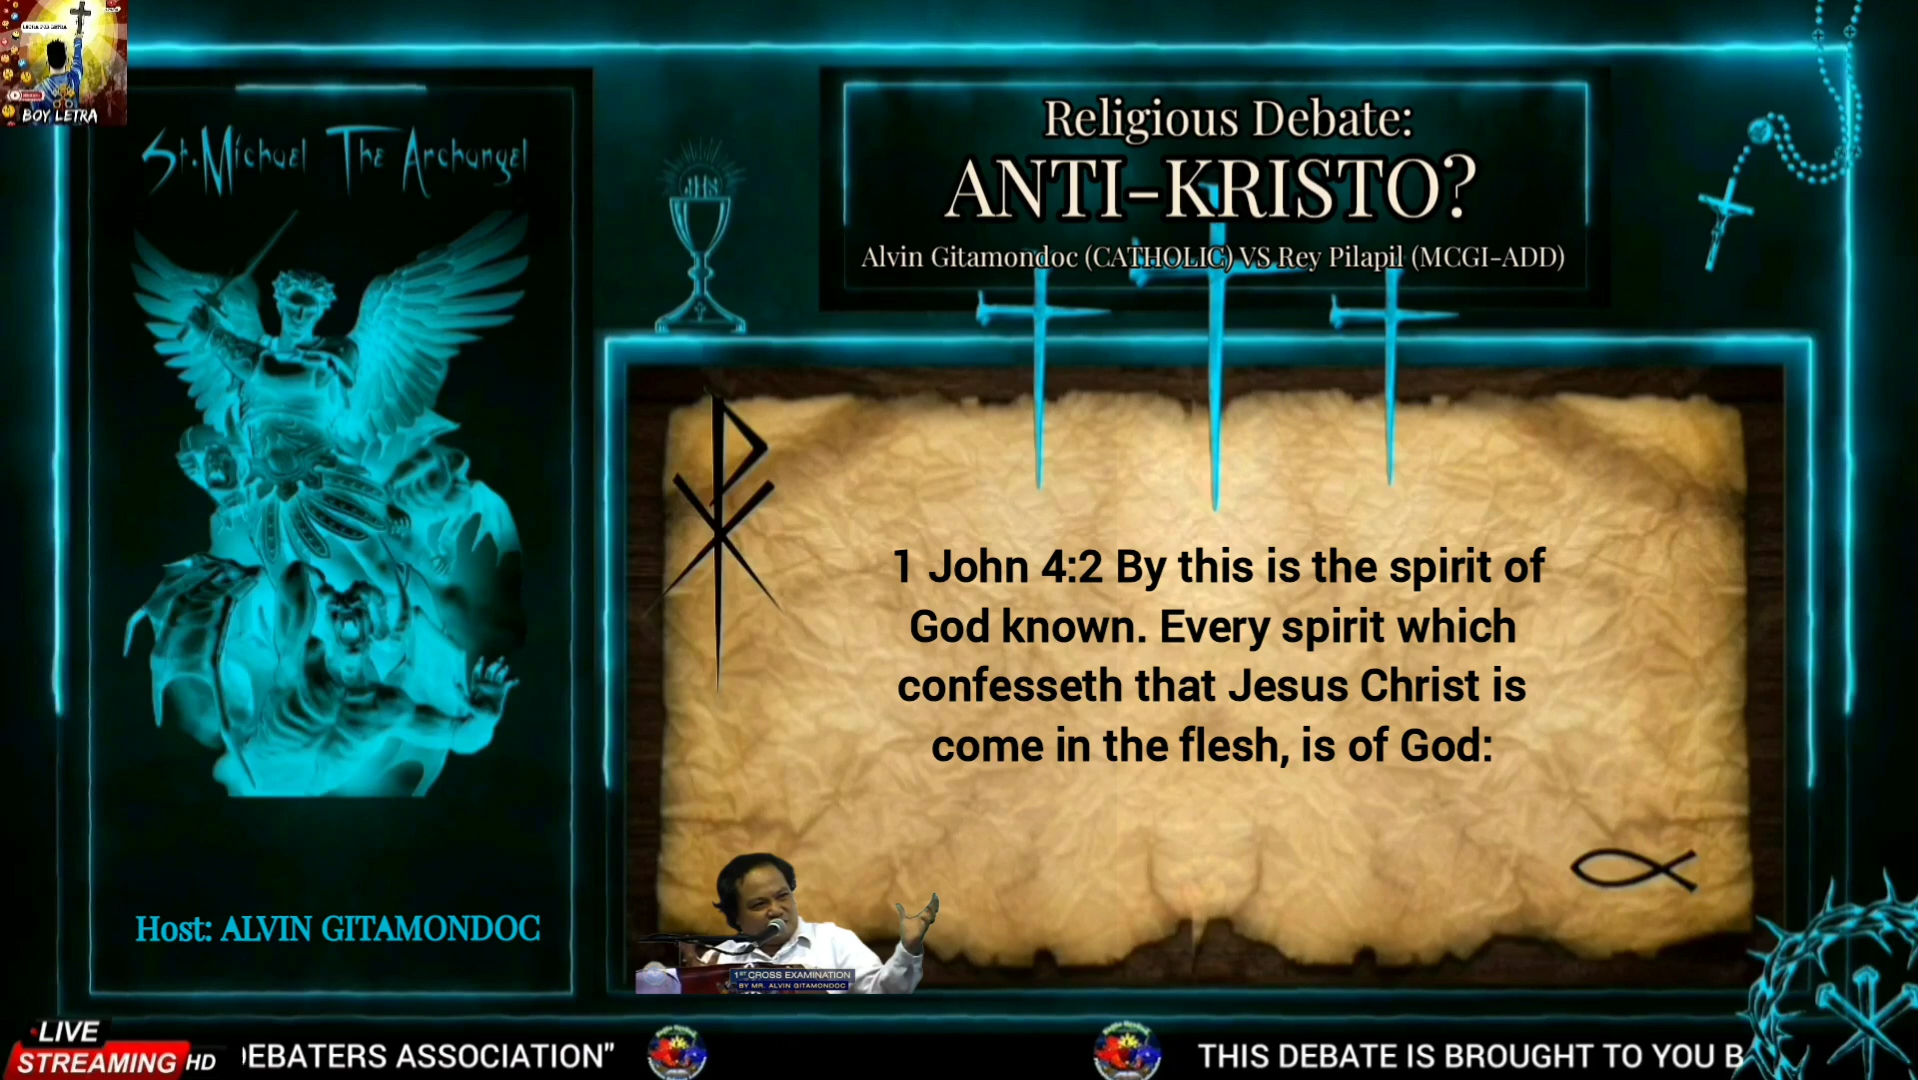 BOY LETRA
St.Michael The Archangel
IHS
Religious Debate:
ANTI-KRISTO?
Alvin Gitamondoc (CATHOLIC) VS Rey Pilapil (MCGI-ADD)
1 John 4:2 By this is the spirit of
God known. Every spirit which
confesseth that Jesus Christ is
come in the flesh, is of God:
Host: ALVIN GITAMONDOC
1ST CROSS EXAMINATION
BY MR. ALVIN GITAMONDOC
LIVE
STREAMING HD
EBATERS ASSOCIATION"
THIS DEBATE IS BROUGHT TO YOU B